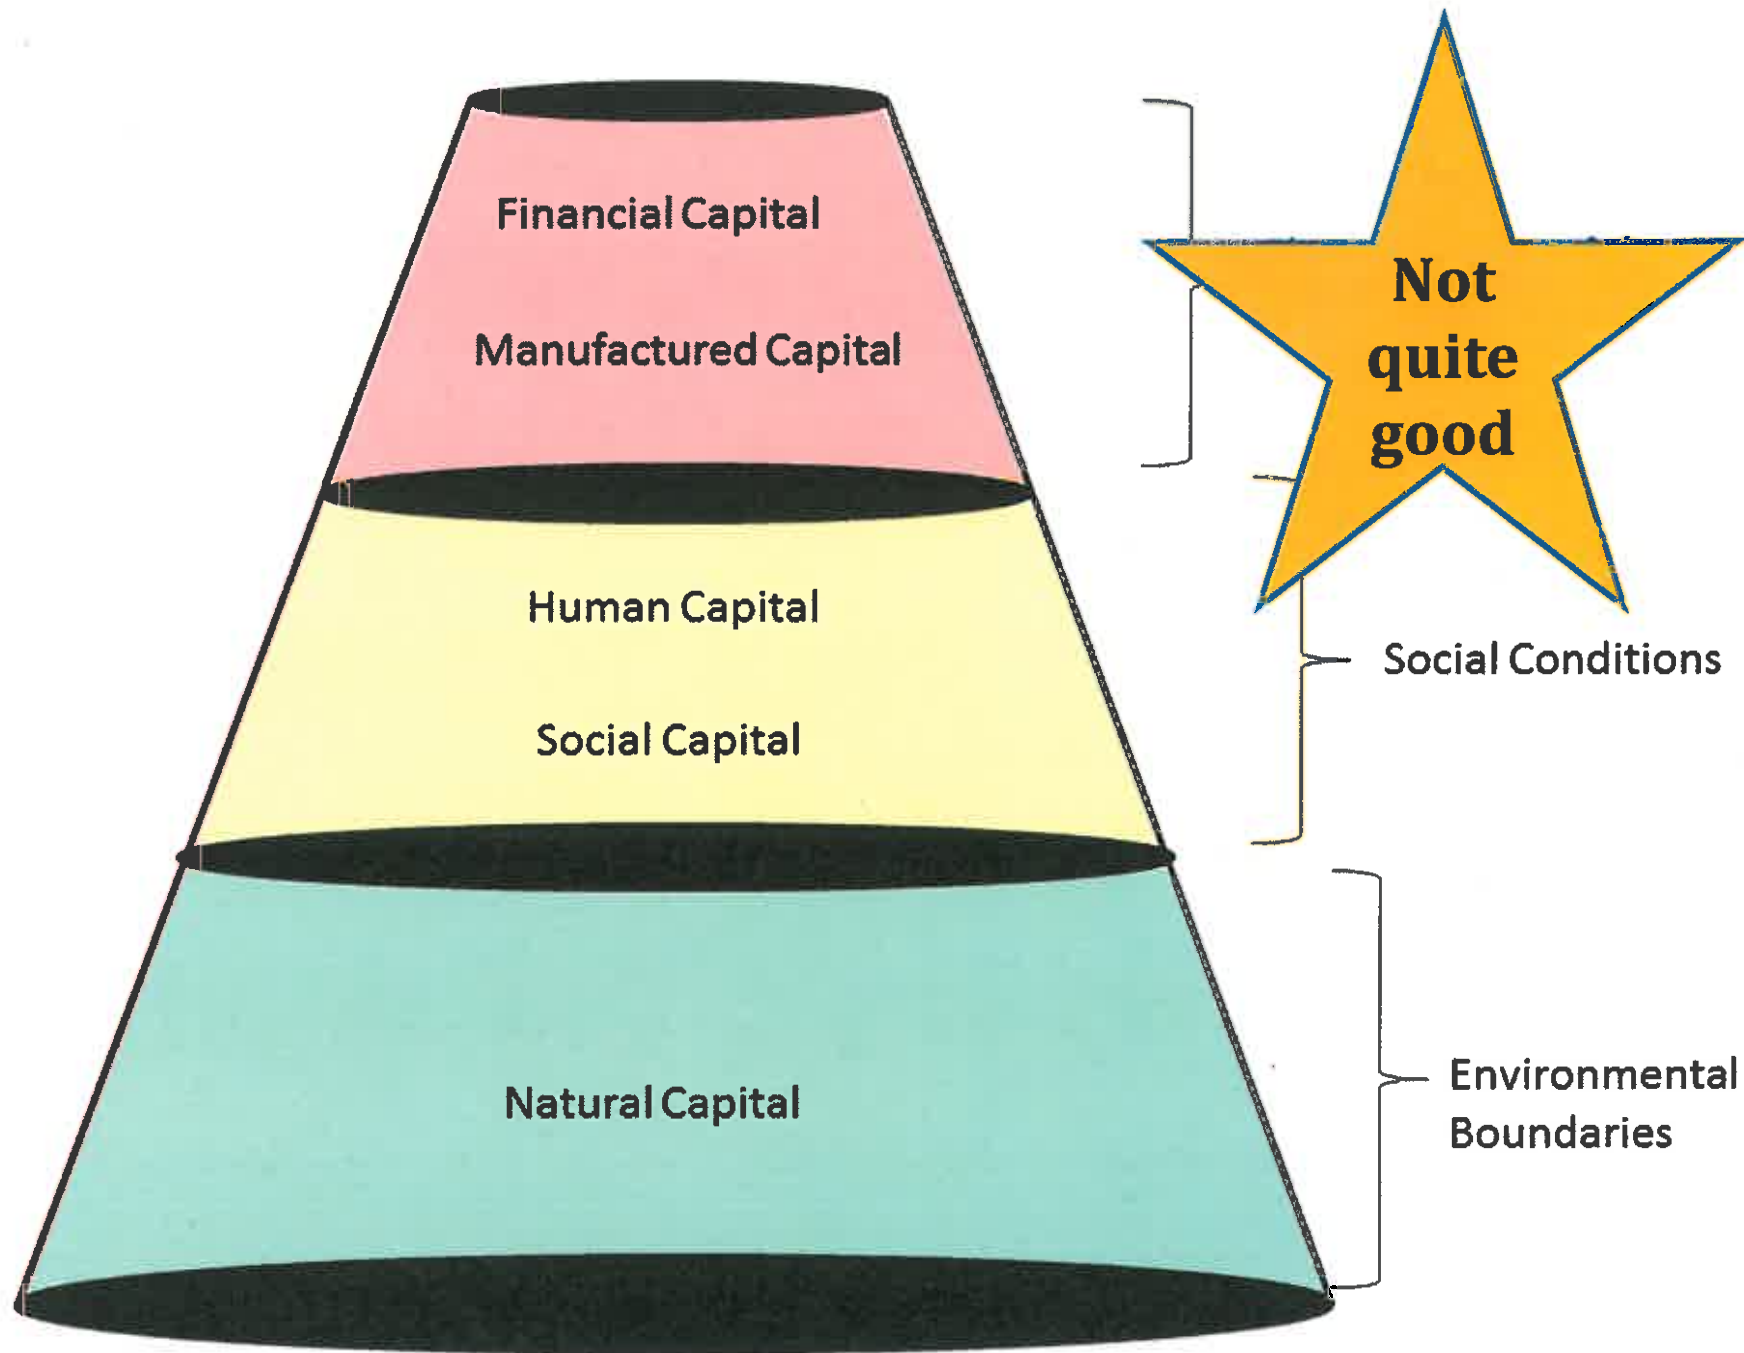 Financial Capital
Manufactured Capital
Human Capital
Social Capital
Natural Capital
Not
quite
good
Social Conditions
Environmental
Boundaries